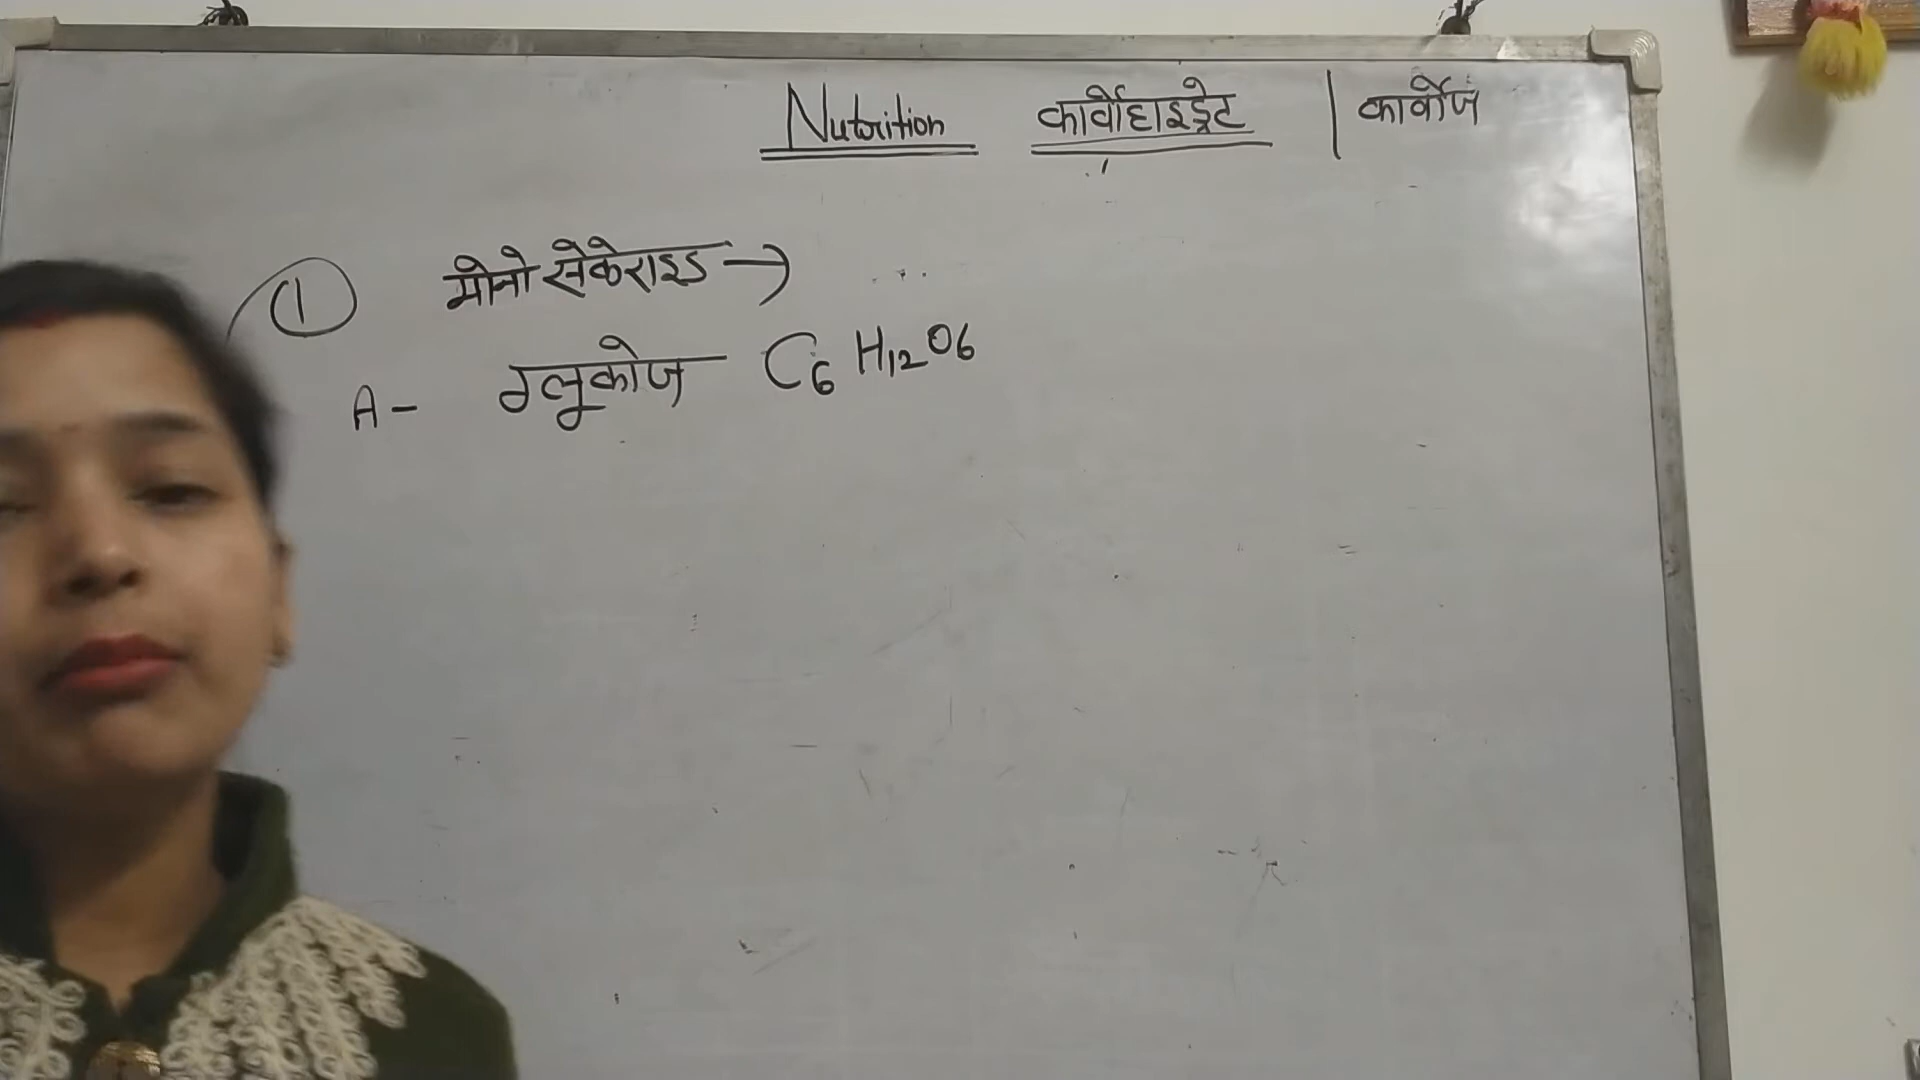 Nutrition कार्वोहाइड्रेट | कार्वोज
① मोनो सेकेराइड →
A- ग्लूकोज C6 H12 O6